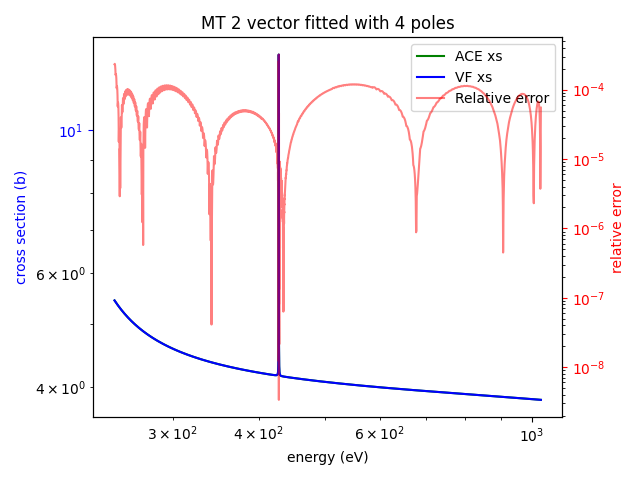 MT 2 vector fitted with 4 poles
ACE xs
VF xs
Relative error
10¹
6 × 10⁰
4 × 10⁰
cross section (b)
10⁻⁴
10⁻⁵
10⁻⁶
10⁻⁷
10⁻⁸
relative error
3 × 10²
4 × 10²
6 × 10²
10³
energy (eV)